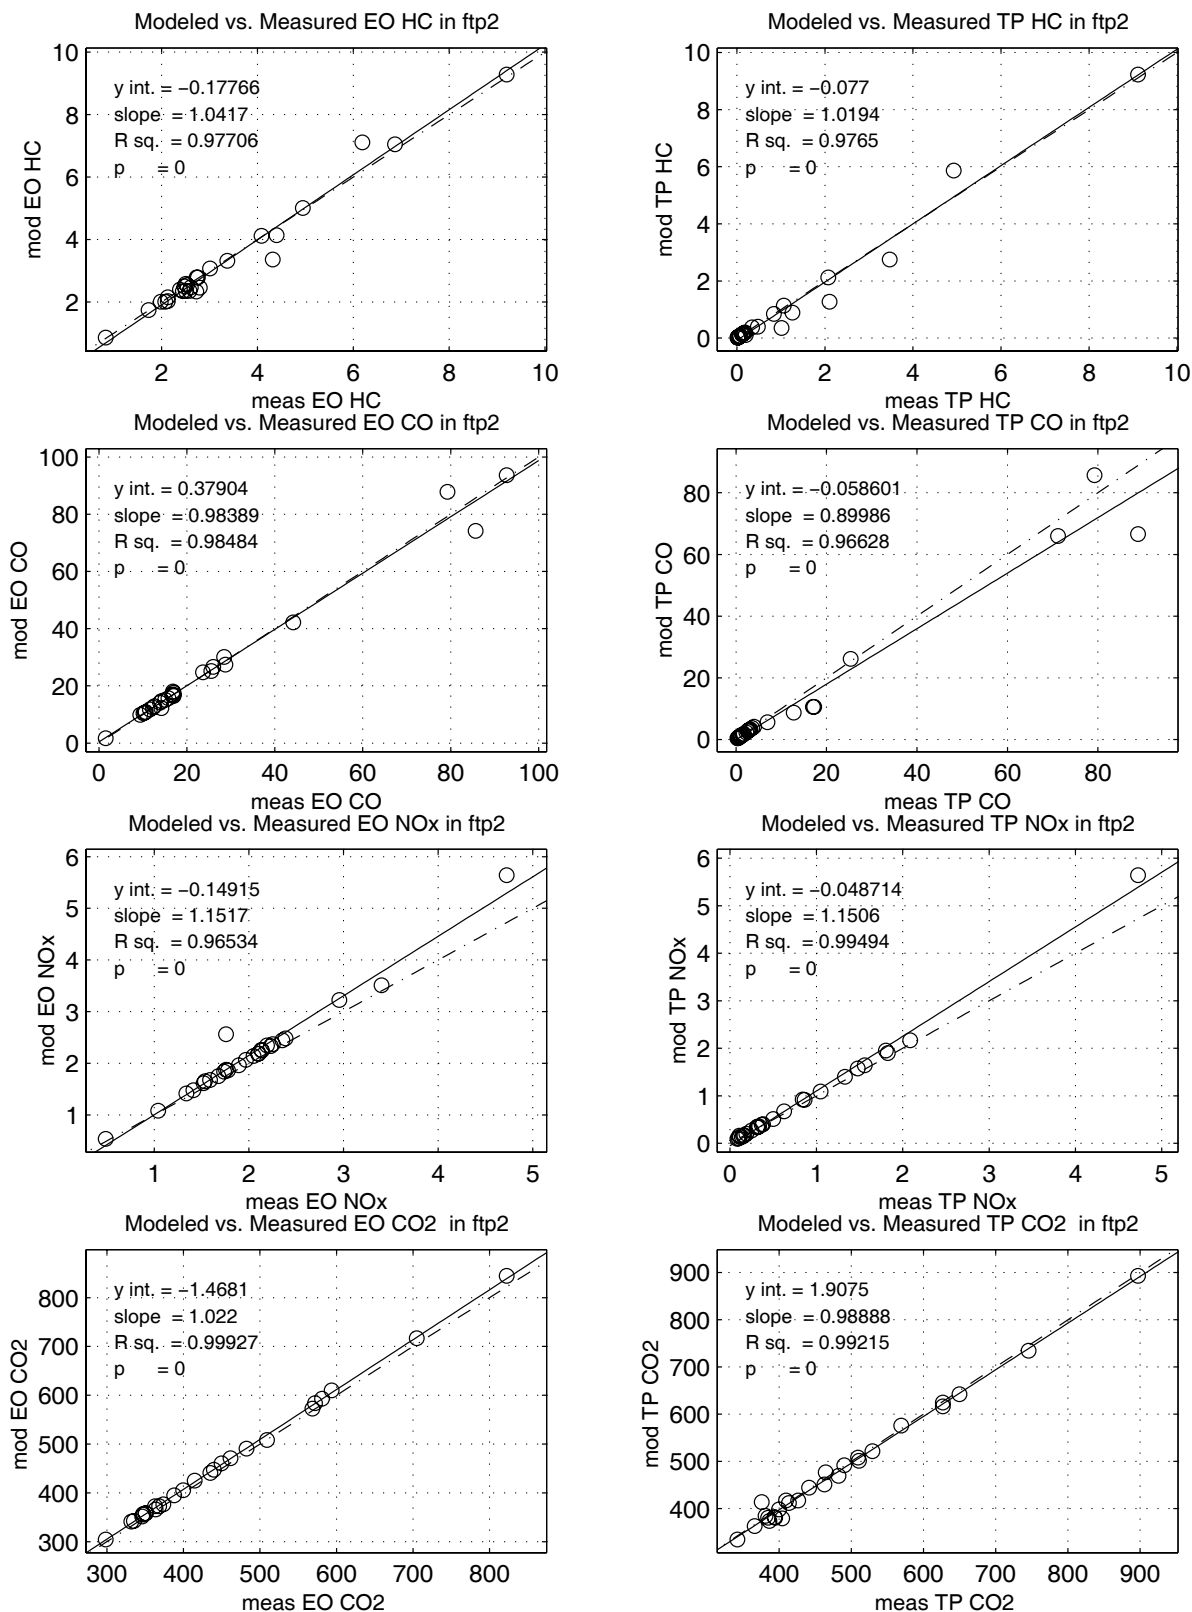 Modeled vs. Measured EO HC in ftp2
y int. = −0.17766
slope = 1.0417
R sq. = 0.97706
p = 0
mod EO HC
10
8
6
4
2
2 4 6 8 10
meas EO HC
Modeled vs. Measured TP HC in ftp2
y int. = −0.077
slope = 1.0194
R sq. = 0.9765
p = 0
mod TP HC
10
8
6
4
2
0
0 2 4 6 8 10
meas TP HC
Modeled vs. Measured EO CO in ftp2
y int. = 0.37904
slope = 0.98389
R sq. = 0.98484
p = 0
mod EO CO
100
80
60
40
20
0
0 20 40 60 80 100
meas EO CO
Modeled vs. Measured TP CO in ftp2
y int. = −0.058601
slope = 0.89986
R sq. = 0.96628
p = 0
mod TP CO
80
60
40
20
0
0 20 40 60 80
meas TP CO
Modeled vs. Measured EO NOx in ftp2
y int. = −0.14915
slope = 1.1517
R sq. = 0.96534
p = 0
mod EO NOx
6
5
4
3
2
1
1 2 3 4 5
meas EO NOx
Modeled vs. Measured TP NOx in ftp2
y int. = −0.048714
slope = 1.1506
R sq. = 0.99494
p = 0
mod TP NOx
6
5
4
3
2
1
0
0 1 2 3 4 5
meas TP NOx
Modeled vs. Measured EO CO2 in ftp2
y int. = −1.4681
slope = 1.022
R sq. = 0.99927
p = 0
mod EO CO2
800
700
600
500
400
300
300 400 500 600 700 800
meas EO CO2
Modeled vs. Measured TP CO2 in ftp2
y int. = 1.9075
slope = 0.98888
R sq. = 0.99215
p = 0
mod TP CO2
900
800
700
600
500
400
400 500 600 700 800 900
meas TP CO2